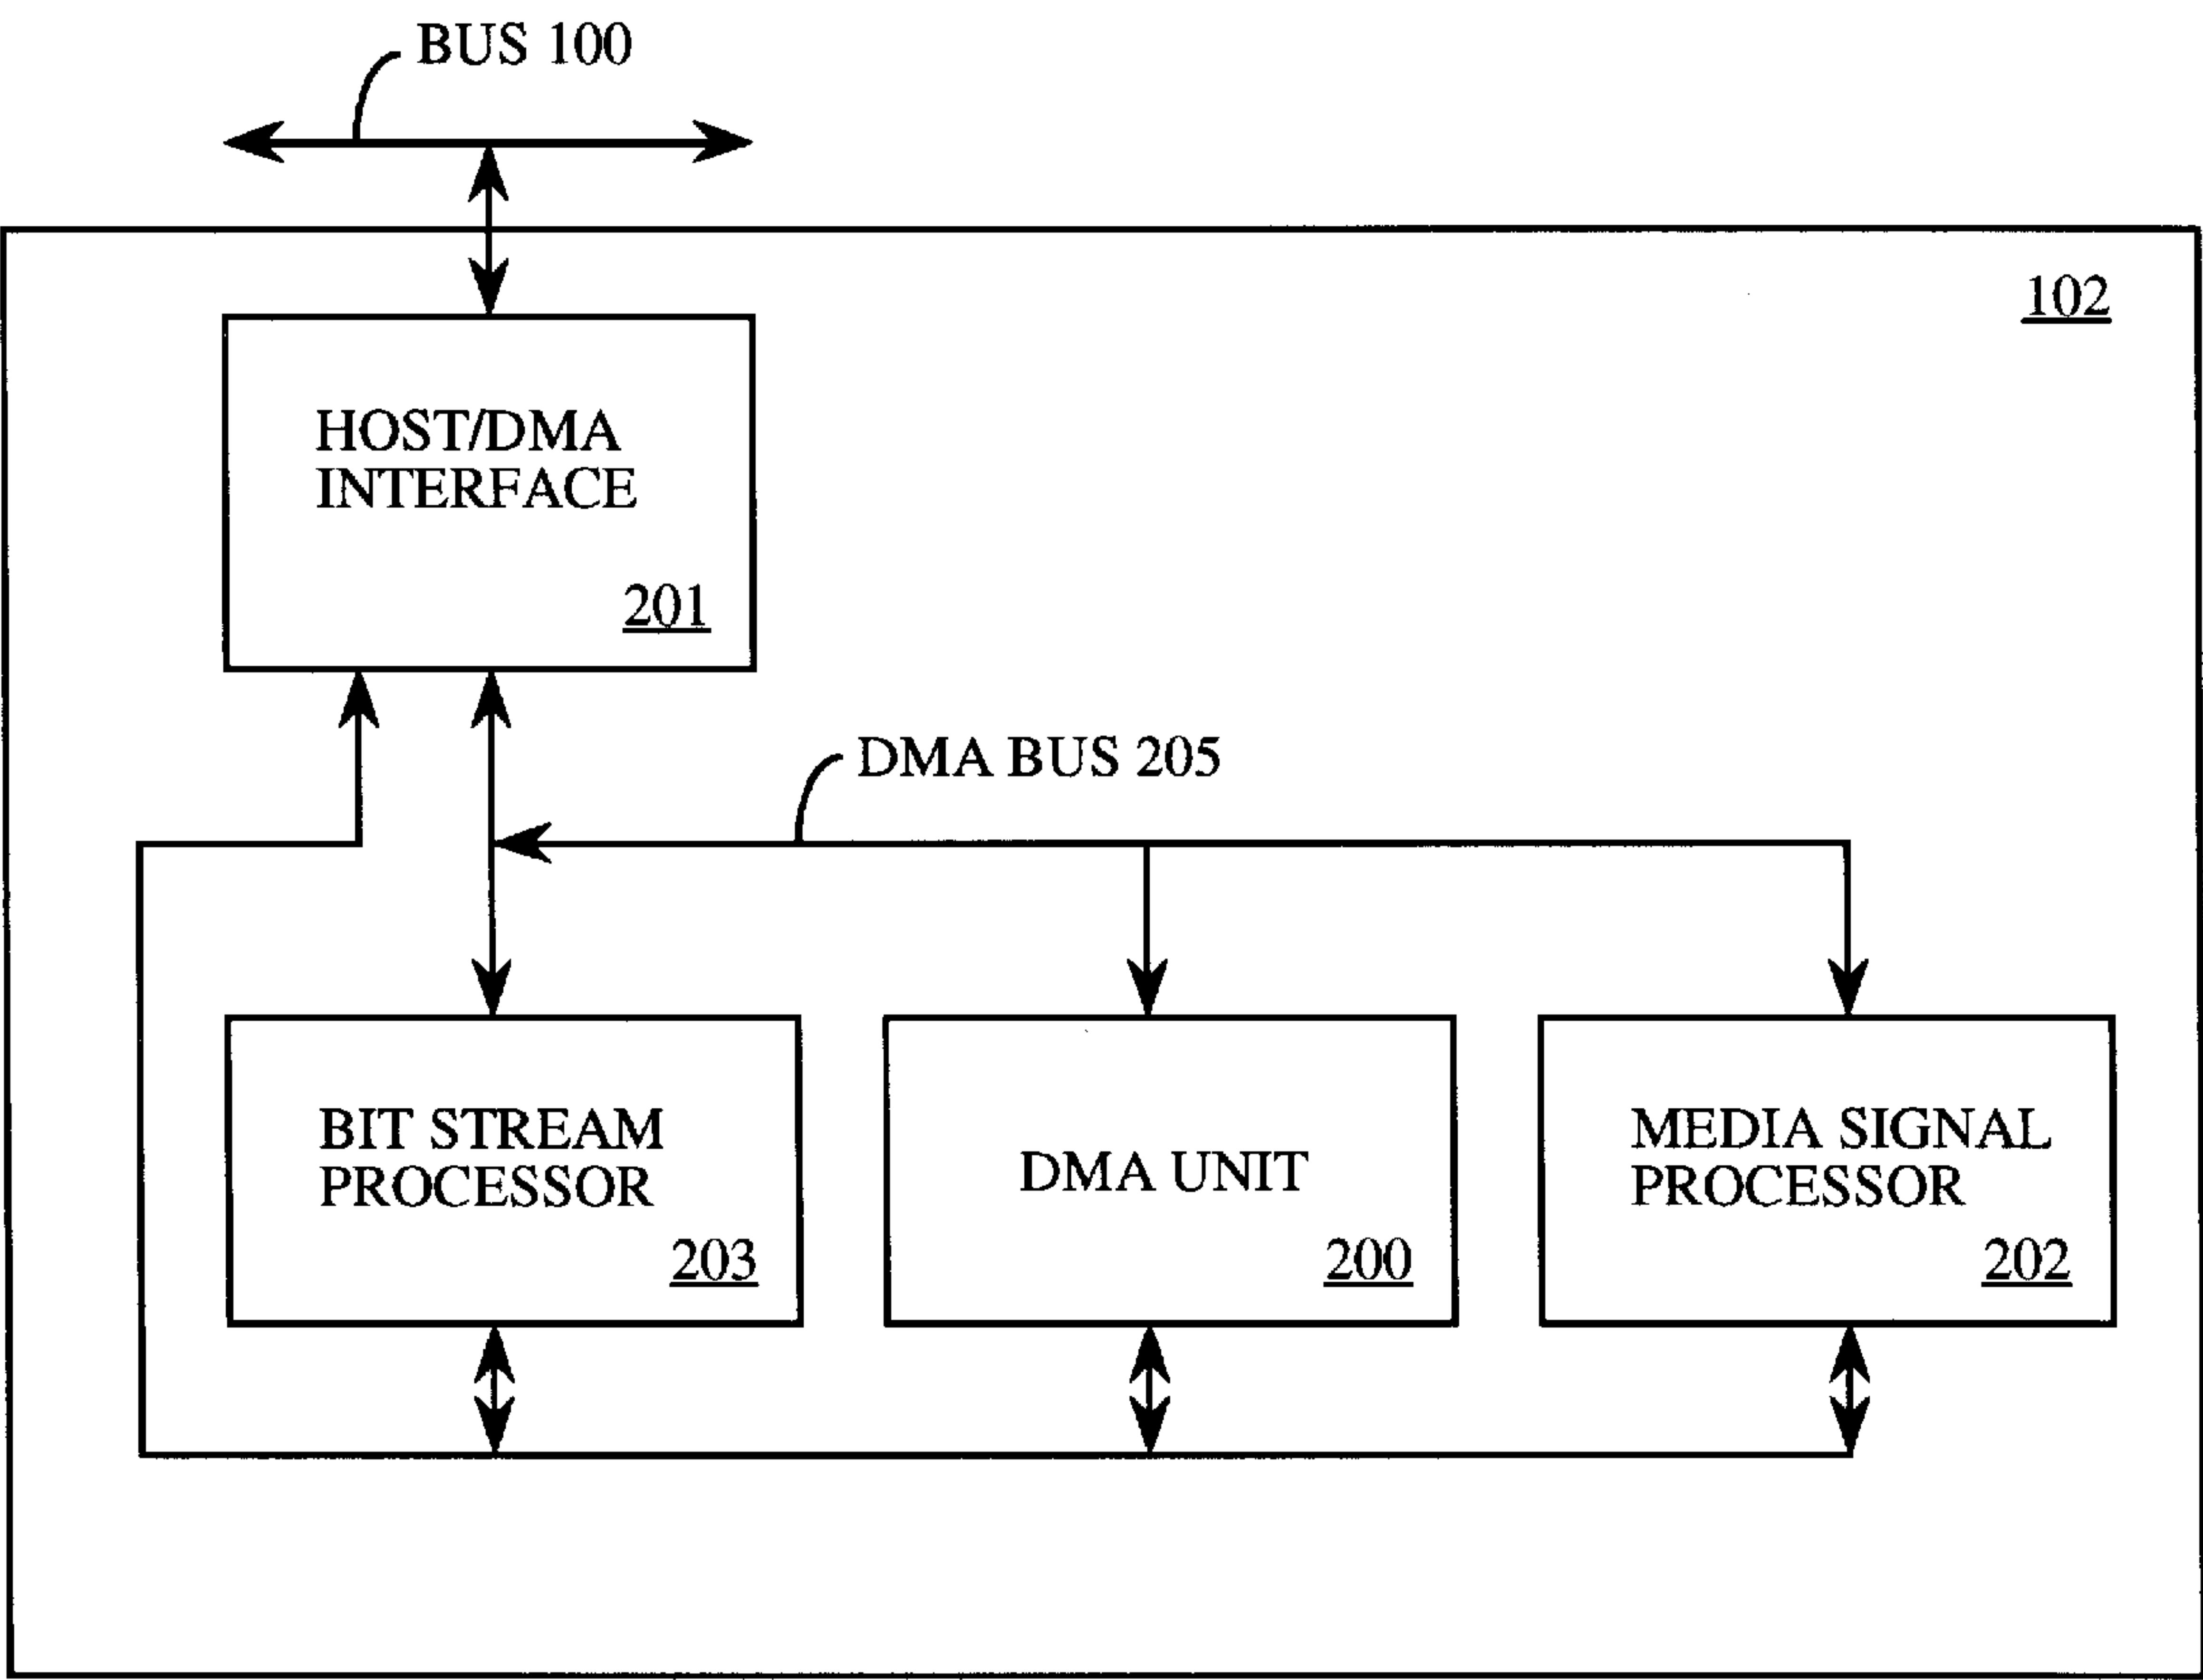 BUS 100
102
HOST/DMA
INTERFACE
201
DMA BUS 205
BIT STREAM
PROCESSOR
203
DMA UNIT
200
MEDIA SIGNAL
PROCESSOR
202